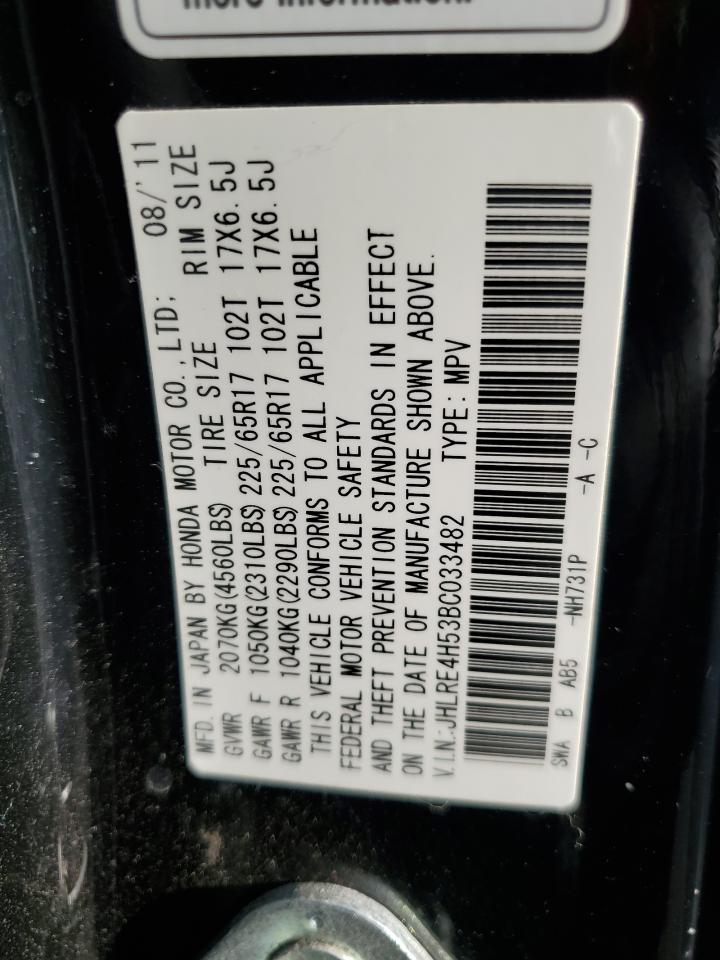 more information.
MFD. IN JAPAN BY HONDA MOTOR CO.,LTD; 08/'11
GVWR 2070KG(4560LBS) TIRE SIZE RIM SIZE
GAWR F 1050KG(2310LBS) 225/65R17 102T 17X6.5J
GAWR R 1040KG(2290LBS) 225/65R17 102T 17X6.5J
THIS VEHICLE CONFORMS TO ALL APPLICABLE
FEDERAL MOTOR VEHICLE SAFETY
AND THEFT PREVENTION STANDARDS IN EFFECT
ON THE DATE OF MANUFACTURE SHOWN ABOVE.
V.I.N.:JHLRE4H53BC033482 TYPE: MPV
SWA B AB5 -NH731P -A -C